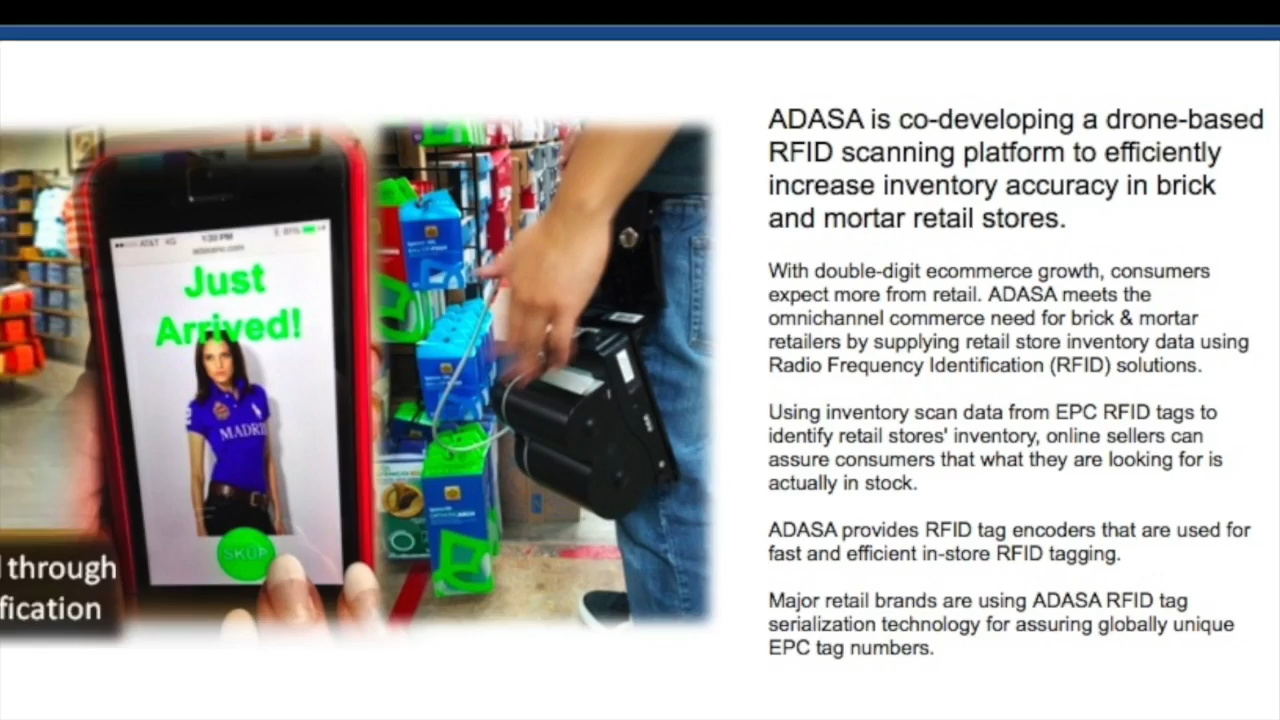 AT&T 4G
Just
Arrived!
MADRI
SKUP
through
fication
ADASA is co-developing a drone-based
RFID scanning platform to efficiently
increase inventory accuracy in brick
and mortar retail stores.
With double-digit ecommerce growth, consumers
expect more from retail. ADASA meets the
omnichannel commerce need for brick & mortar
retailers by supplying retail store inventory data using
Radio Frequency Identification (RFID) solutions.
Using inventory scan data from EPC RFID tags to
identify retail stores' inventory, online sellers can
assure consumers that what they are looking for is
actually in stock.
ADASA provides RFID tag encoders that are used for
fast and efficient in-store RFID tagging.
Major retail brands are using ADASA RFID tag
serialization technology for assuring globally unique
EPC tag numbers.